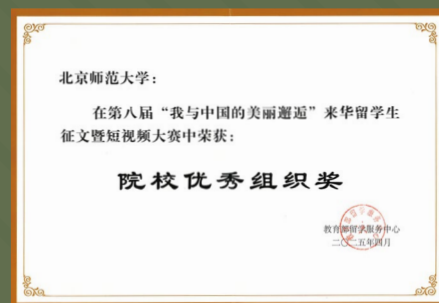 北京师范大学：
在第八届“我与中国的美丽邂逅”来华留学生
征文暨短视频大赛中荣获：
院校优秀组织奖
教育部留学服务中心
二〇二五年四月